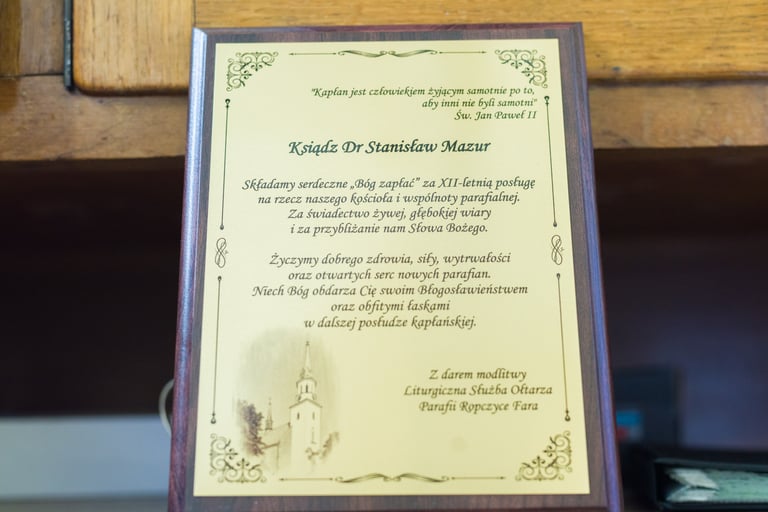 "Kapłan jest człowiekiem żyjącym samotnie po to,
aby inni nie byli samotni"
Św. Jan Paweł II
Ksiądz Dr Stanisław Mazur
Składamy serdeczne „Bóg zapłać” za XII-letnią posługę
na rzecz naszego kościoła i wspólnoty parafialnej.
Za świadectwo żywej, głębokiej wiary
i za przybliżanie nam Słowa Bożego.
Życzymy dobrego zdrowia, siły, wytrwałości
oraz otwartych serc nowych parafian.
Niech Bóg obdarza Cię swoim Błogosławieństwem
oraz obfitymi łaskami
w dalszej posłudze kapłańskiej.
Z darem modlitwy
Liturgiczna Służba Ołtarza
Parafii Ropczyce Fara